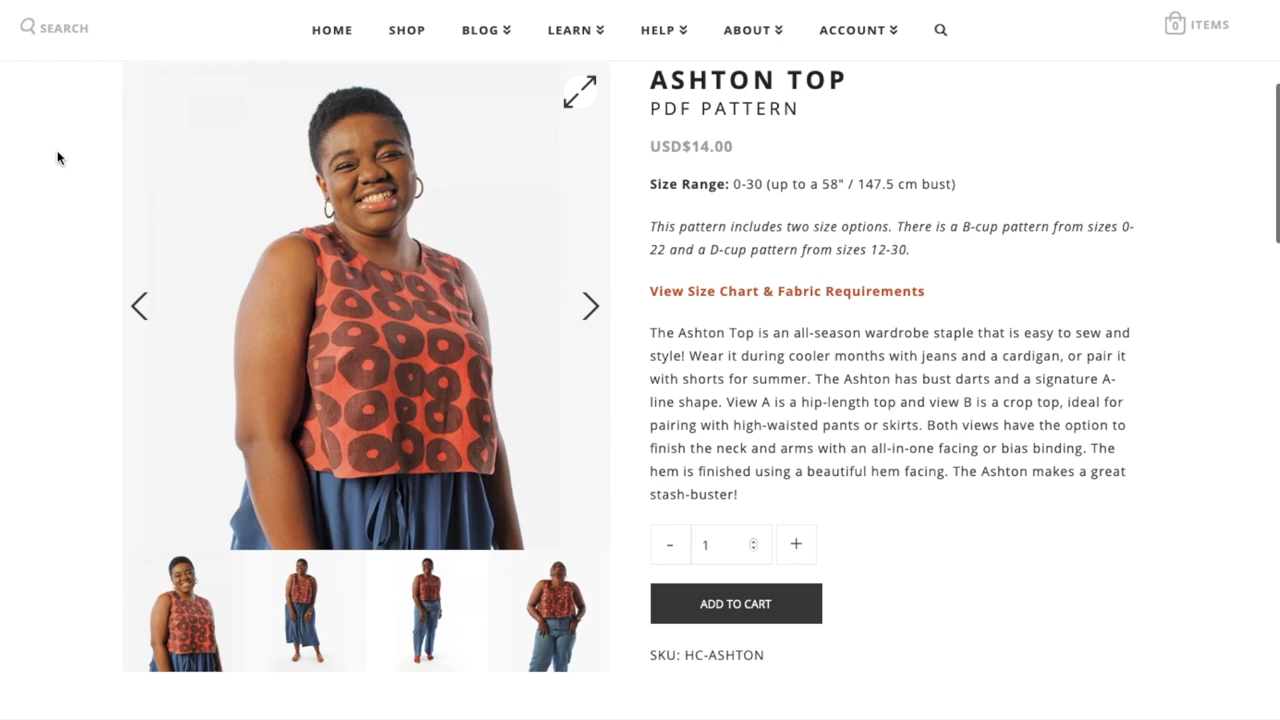 SEARCH
HOME SHOP BLOG LEARN HELP ABOUT ACCOUNT
0 ITEMS
ASHTON TOP
PDF PATTERN
USD$14.00
Size Range: 0-30 (up to a 58" / 147.5 cm bust)
This pattern includes two size options. There is a B-cup pattern from sizes 0-
22 and a D-cup pattern from sizes 12-30.
View Size Chart & Fabric Requirements
The Ashton Top is an all-season wardrobe staple that is easy to sew and
style! Wear it during cooler months with jeans and a cardigan, or pair it
with shorts for summer. The Ashton has bust darts and a signature A-
line shape. View A is a hip-length top and view B is a crop top, ideal for
pairing with high-waisted pants or skirts. Both views have the option to
finish the neck and arms with an all-in-one facing or bias binding. The
hem is finished using a beautiful hem facing. The Ashton makes a great
stash-buster!
- 1 +
ADD TO CART
SKU: HC-ASHTON